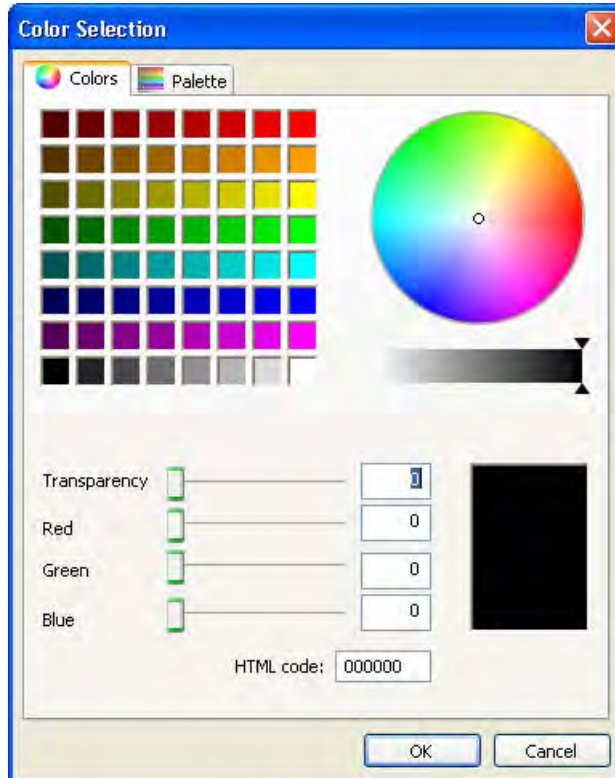 Color Selection
Colors Palette
Transparency 0
Red 0
Green 0
Blue 0
HTML code: 000000
OK Cancel